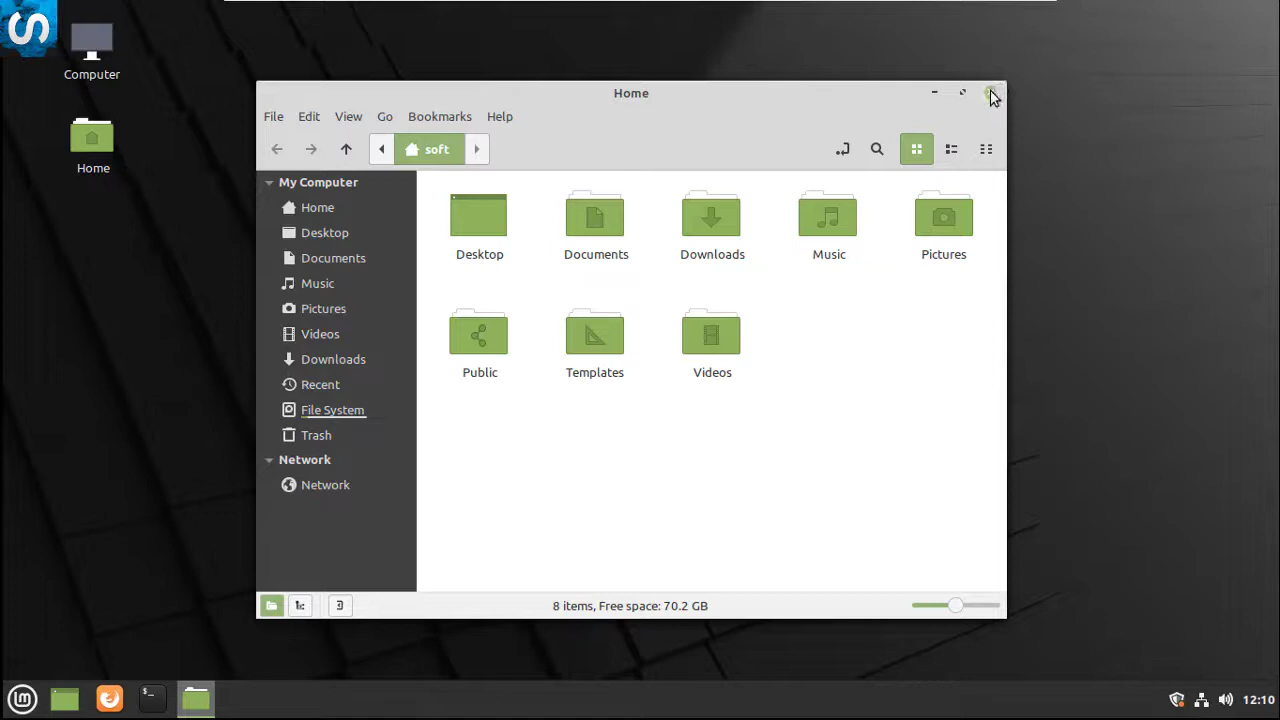 S
Computer
Home
Home
File Edit View Go Bookmarks Help
soft
My Computer
Home
Desktop
Documents
Music
Pictures
Videos
Downloads
Recent
File System
Trash
Network
Network
Desktop Documents Downloads Music Pictures
Public Templates Videos
8 items, Free space: 70.2 GB
lm
$_
12:10